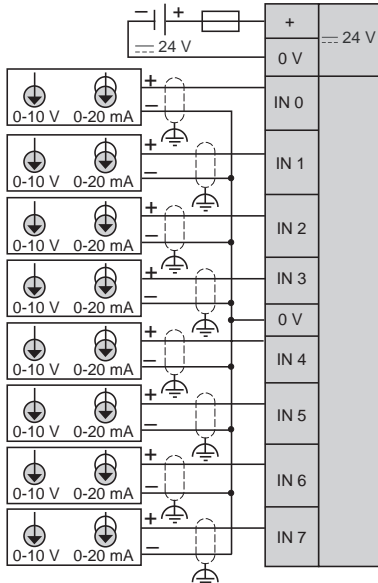 − +
+
⎓ 24 V
⎓ 24 V
0 V
+
−
0-10 V 0-20 mA
IN 0
+
−
0-10 V 0-20 mA
IN 1
+
−
0-10 V 0-20 mA
IN 2
+
−
0-10 V 0-20 mA
IN 3
0 V
+
−
0-10 V 0-20 mA
IN 4
+
−
0-10 V 0-20 mA
IN 5
+
−
0-10 V 0-20 mA
IN 6
+
−
0-10 V 0-20 mA
IN 7